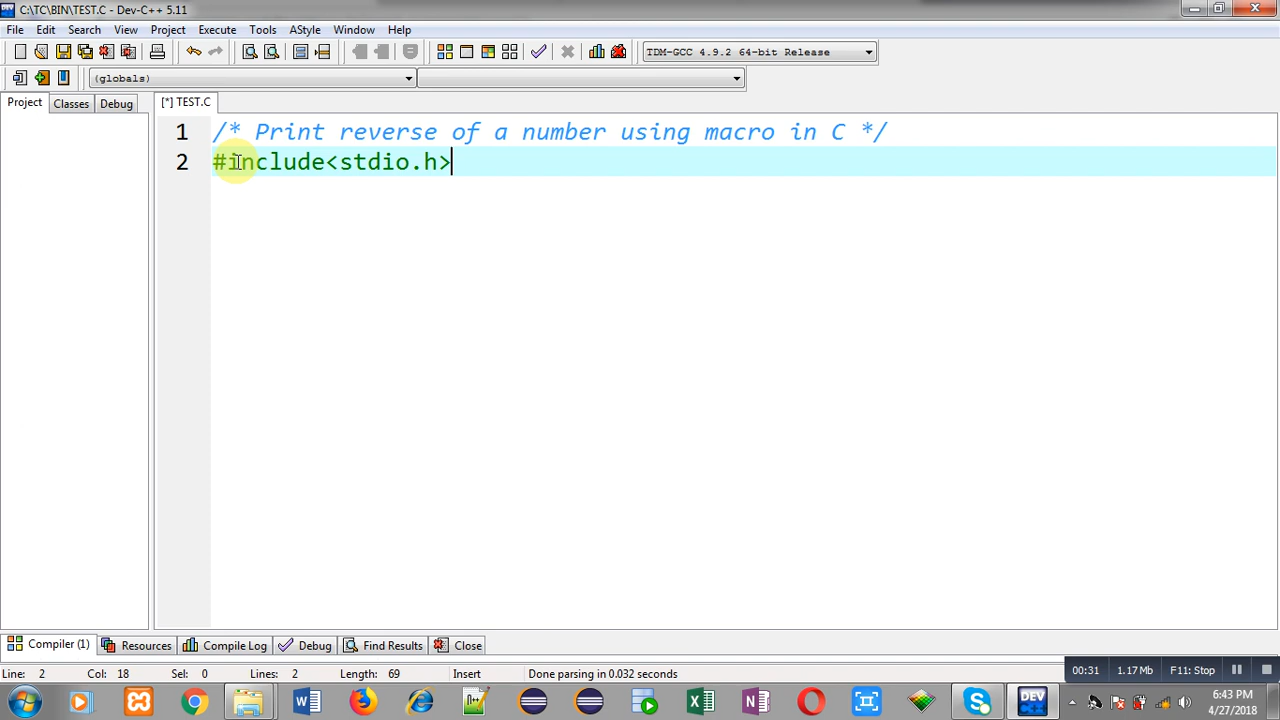 C:\TC\BIN\TEST.C - Dev-C++ 5.11
File Edit Search View Project Execute Tools AStyle Window Help
TDM-GCC 4.9.2 64-bit Release
(globals)
Project Classes Debug [*] TEST.C
1 /* Print reverse of a number using macro in C */
2 #include<stdio.h>
Compiler (1) Resources Compile Log Debug Find Results Close
Line: 2 Col: 18 Sel: 0 Lines: 2 Length: 69 Insert Done parsing in 0.032 seconds
00:31 1.17 Mb F11: Stop
DEV
6:43 PM
4/27/2018